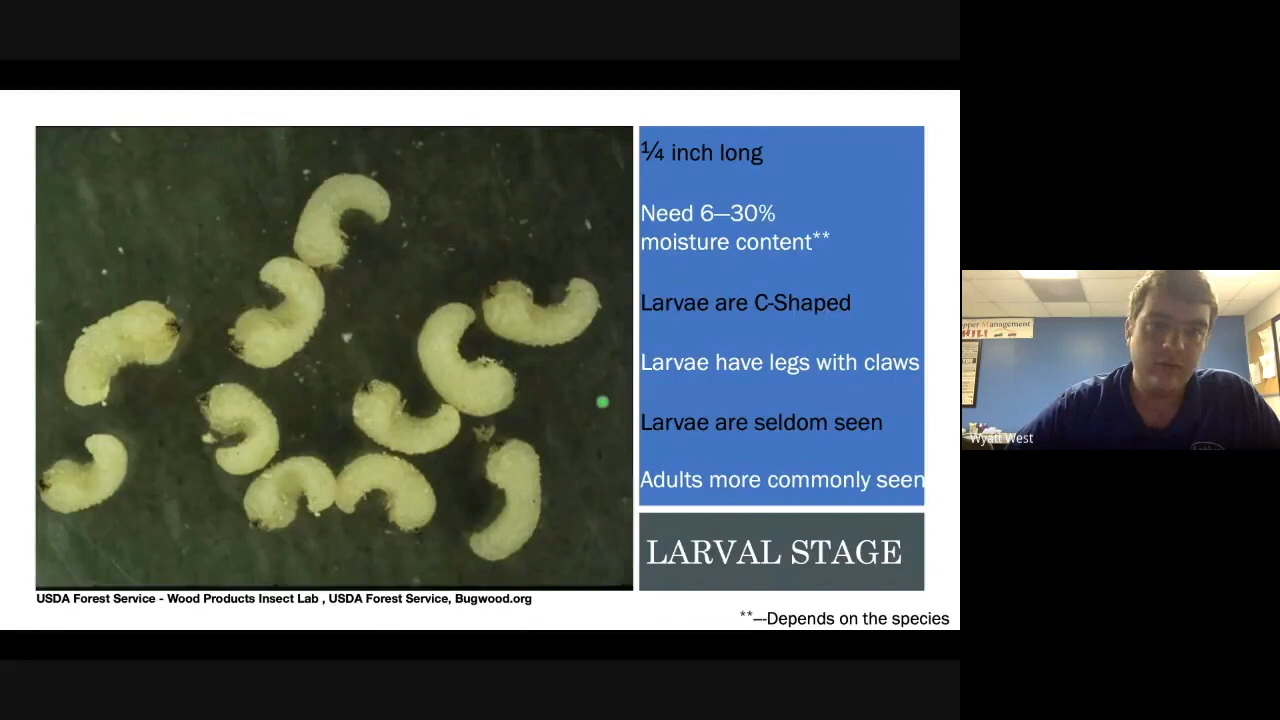 ¼ inch long
Need 6—30%
moisture content**
Larvae are C-Shaped
Larvae have legs with claws
Larvae are seldom seen
Adults more commonly seen
LARVAL STAGE
USDA Forest Service - Wood Products Insect Lab , USDA Forest Service, Bugwood.org
**—-Depends on the species
Management
Wyatt West